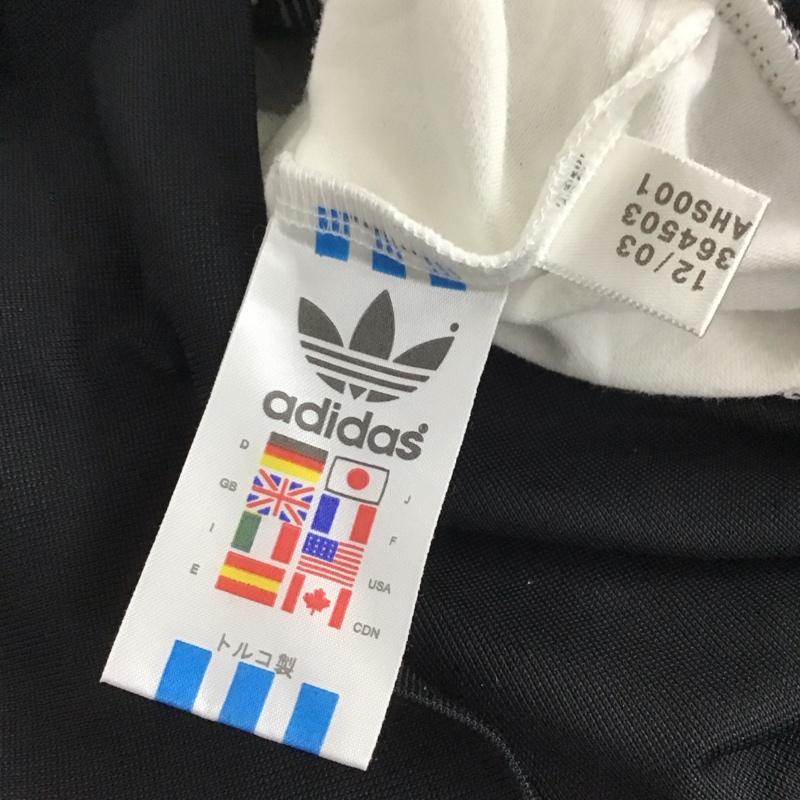 adidas
D
J
GB
F
I
USA
E
CDN
トルコ製
12/03
364503
AHS001